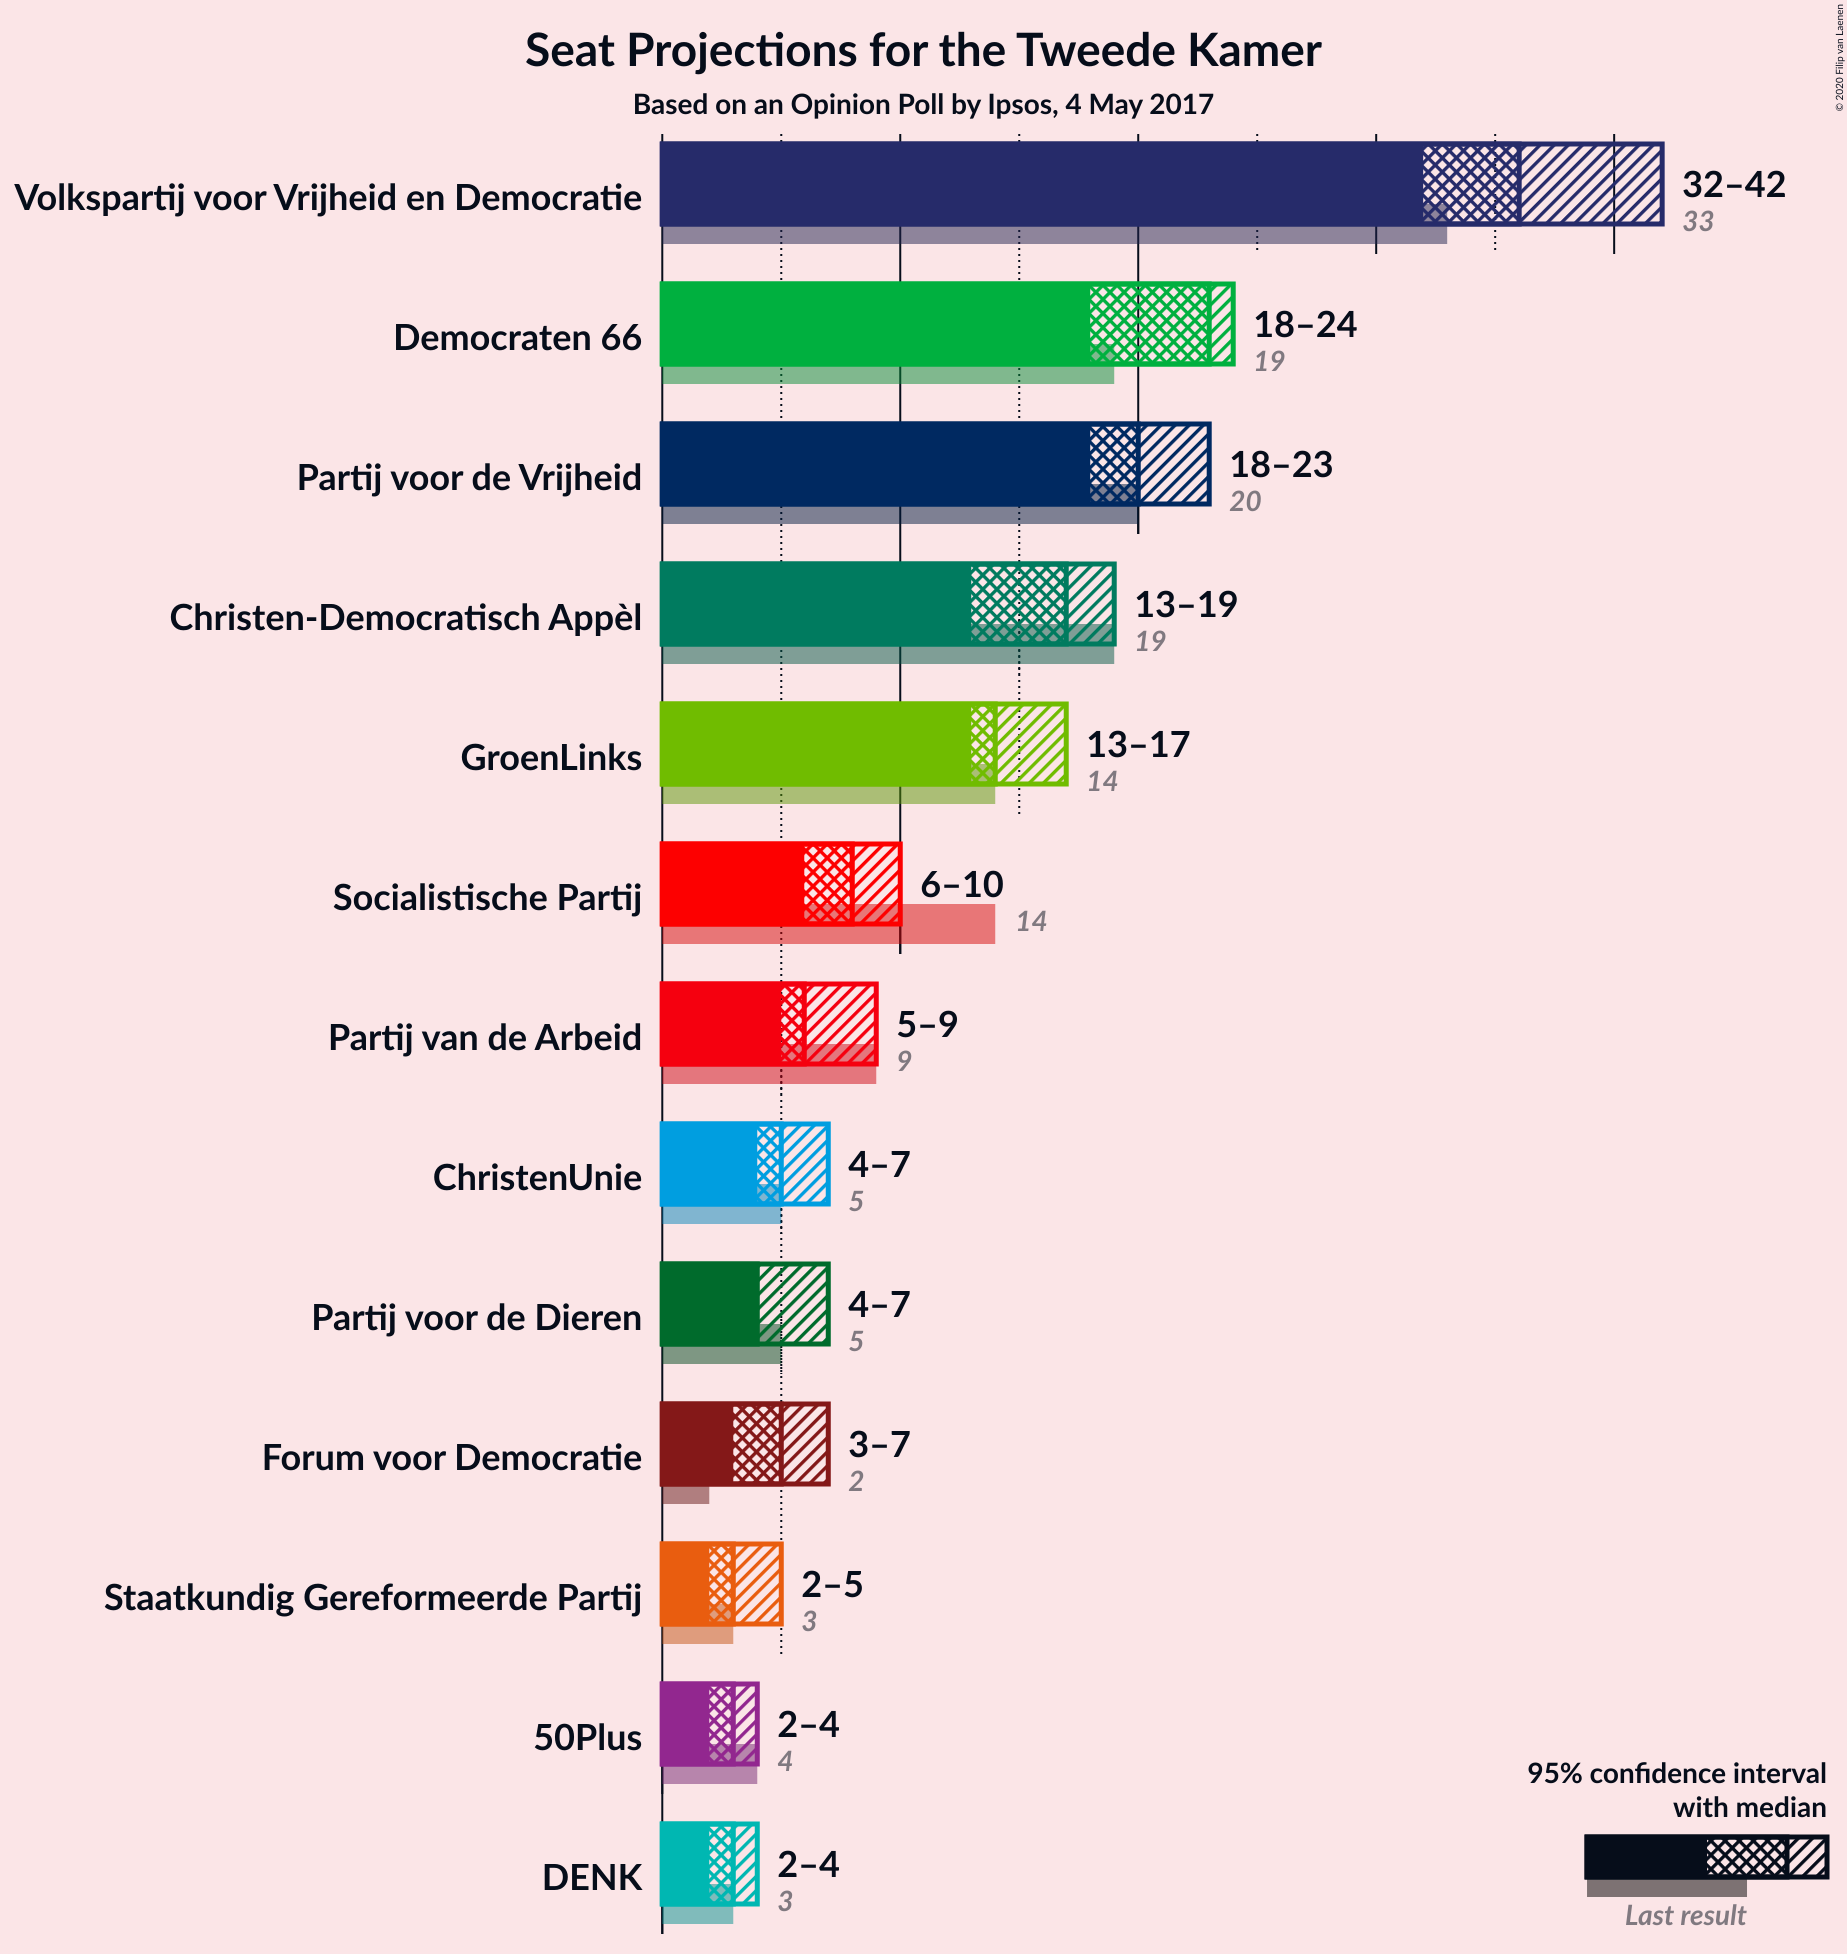 Seat Projections for the Tweede Kamer
Based on an Opinion Poll by Ipsos, 4 May 2017
© 2020 Filip van Laenen
Volkspartij voor Vrijheid en Democratie
32–42
33
Democraten 66
18–24
19
Partij voor de Vrijheid
18–23
20
Christen-Democratisch Appèl
13–19
19
GroenLinks
13–17
14
Socialistische Partij
6–10
14
Partij van de Arbeid
5–9
9
ChristenUnie
4–7
5
Partij voor de Dieren
4–7
5
Forum voor Democratie
3–7
2
Staatkundig Gereformeerde Partij
2–5
3
50Plus
2–4
4
DENK
2–4
3
95% confidence interval
with median
Last result